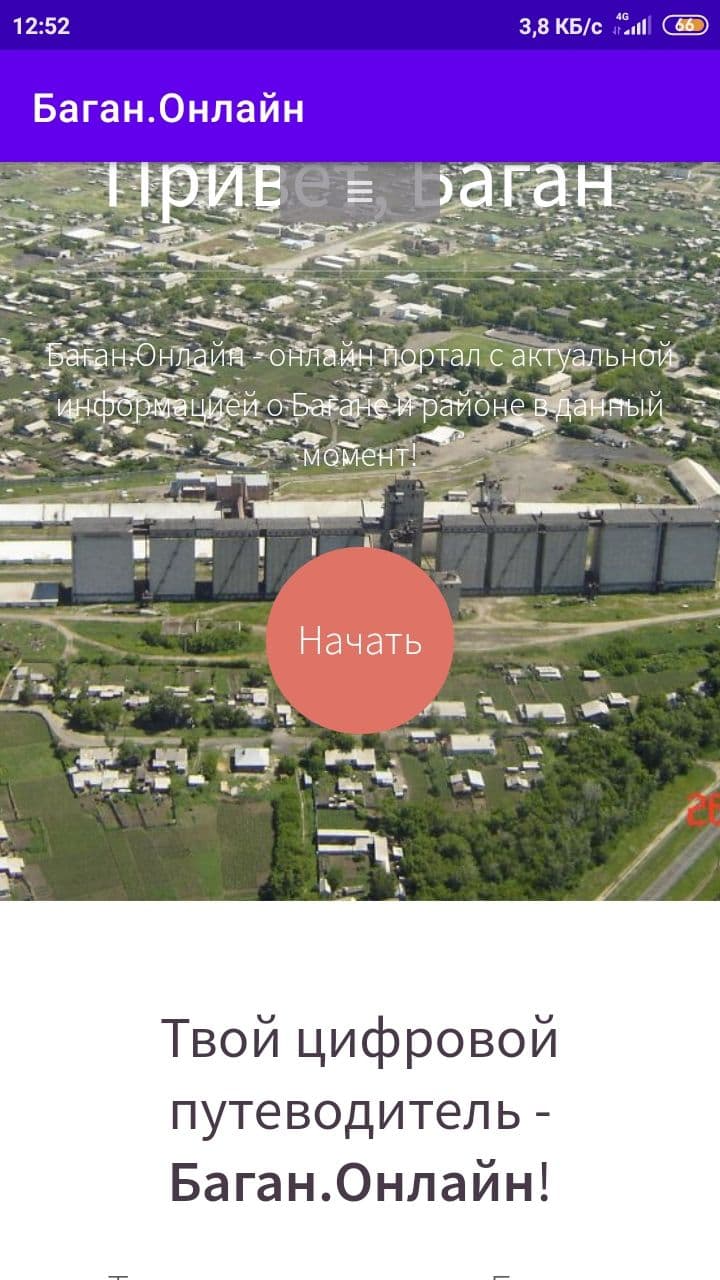 12:52
3,8 КБ/с 4G 66
Баган.Онлайн
Привет, Баган
Баган.Онлайн - онлайн портал с актуальной
информацией о Багане и районе в данный
момент!
Начать
Твой цифровой
путеводитель -
Баган.Онлайн!